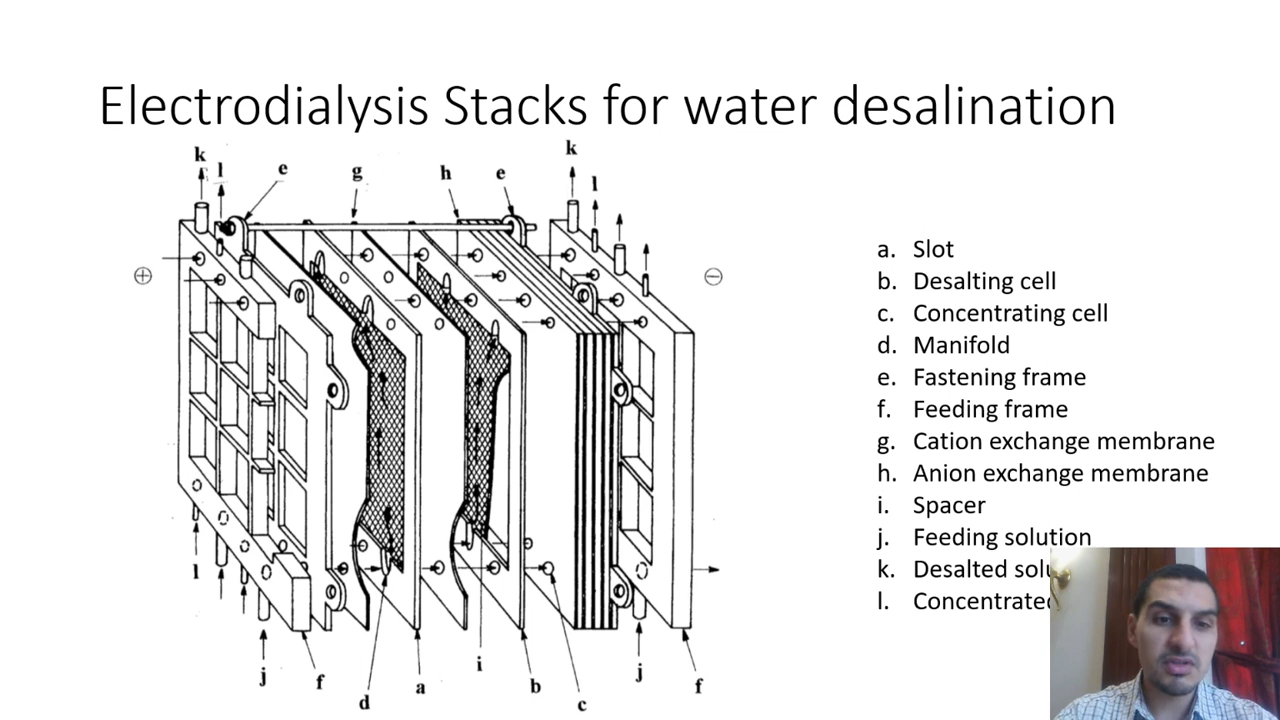 Electrodialysis Stacks for water desalination
k
l
e
g
h
e
k
l
⊕
⊖
a. Slot
b. Desalting cell
c. Concentrating cell
d. Manifold
e. Fastening frame
f. Feeding frame
g. Cation exchange membrane
h. Anion exchange membrane
i. Spacer
j. Feeding solution
k. Desalted
l.
l
j
f
d
a
i
b
c
j
f